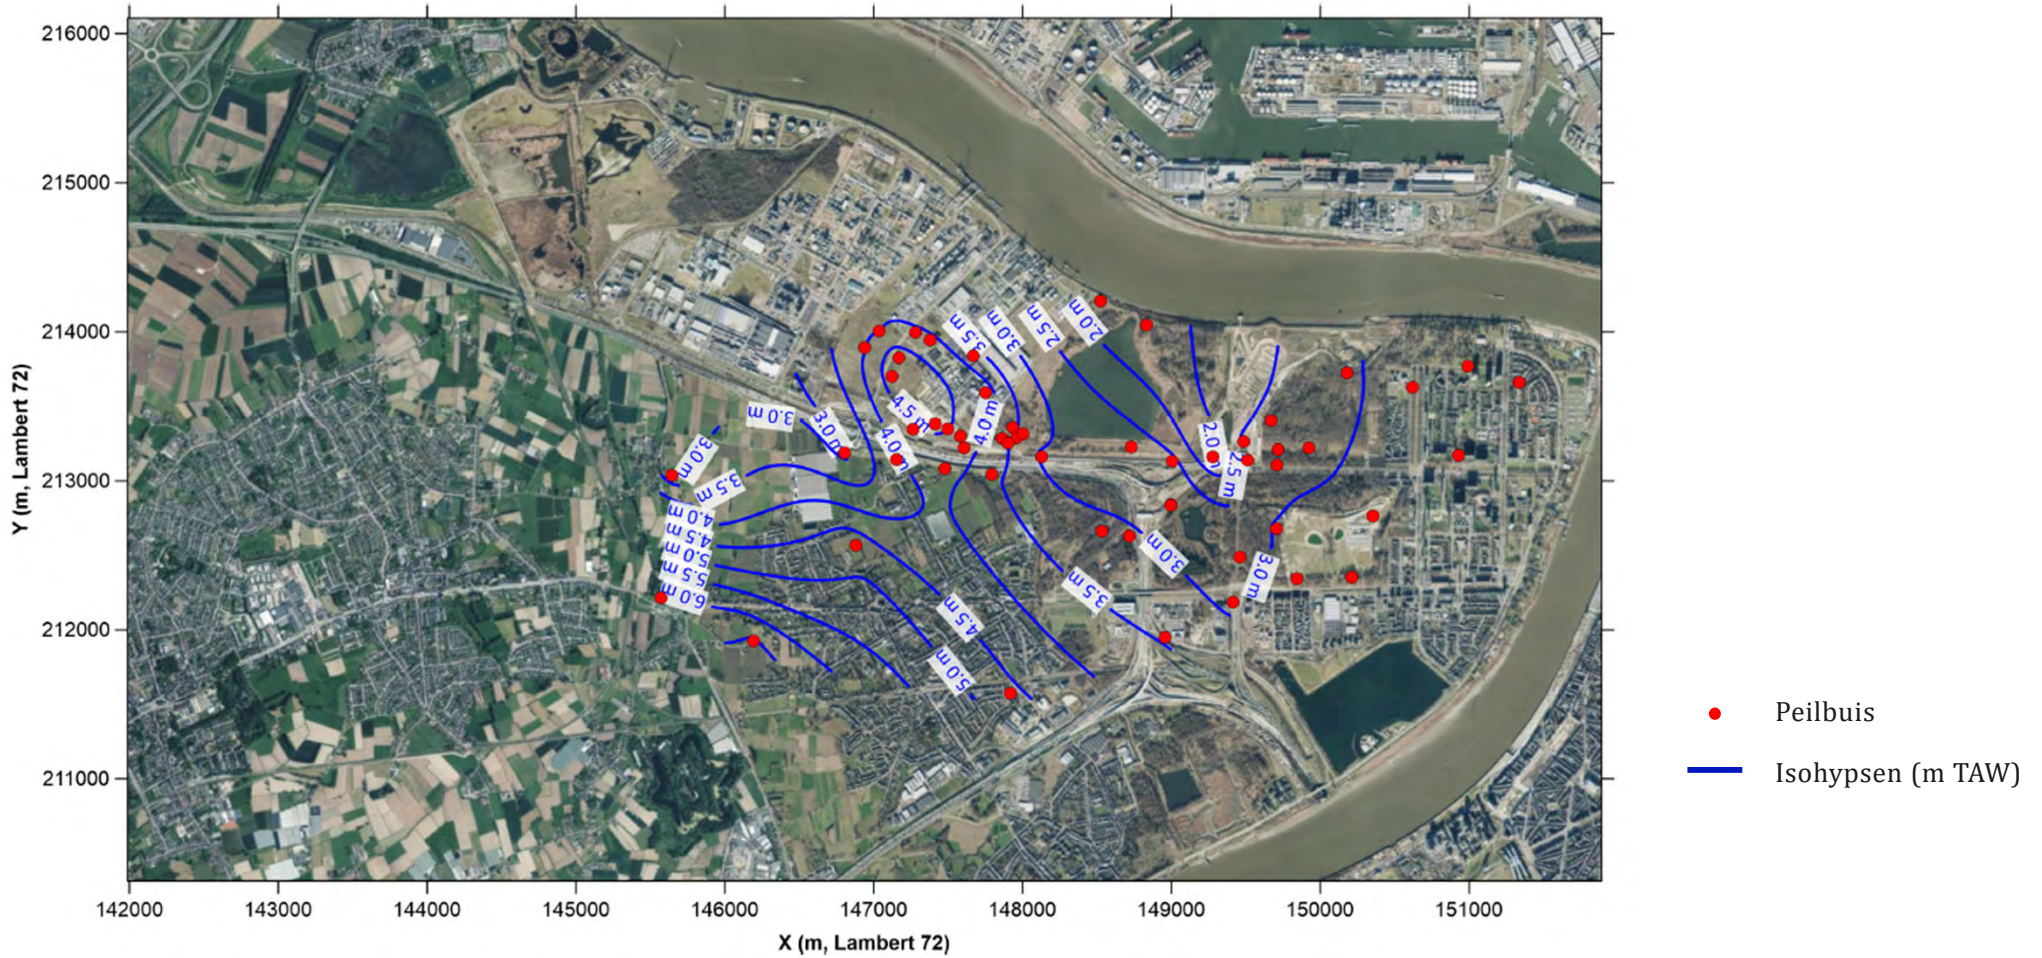 216000
215000
214000
213000
212000
211000
Y (m, Lambert 72)
142000 143000 144000 145000 146000 147000 148000 149000 150000 151000
X (m, Lambert 72)
3.5 m
3.0 m
2.5 m
2.0 m
3.0 m
3.0 m
4.5 m
4.0 m
4.0 m
2.0 m
3.0 m
3.5 m
2.5 m
4.0 m
4.5 m
5.0 m
5.5 m
6.0 m
3.0 m
3.0 m
3.5 m
4.5 m
5.0 m
Peilbuis
Isohypsen (m TAW)